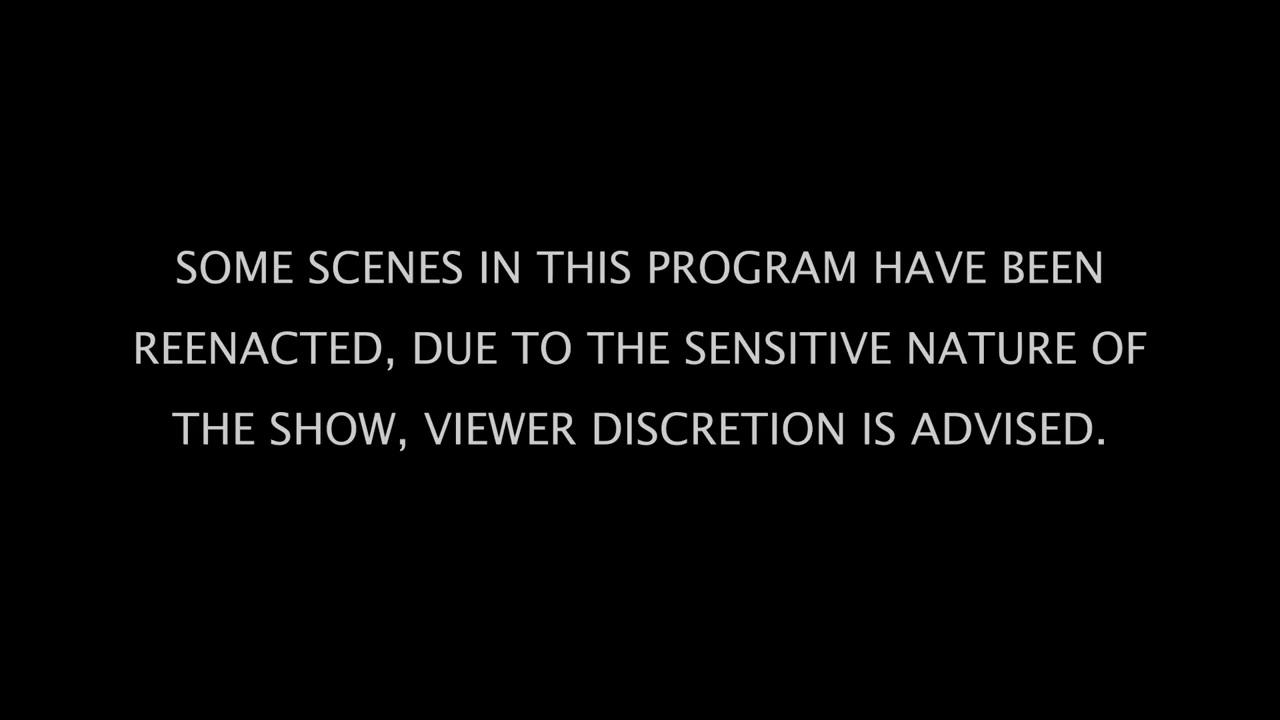 SOME SCENES IN THIS PROGRAM HAVE BEEN
REENACTED, DUE TO THE SENSITIVE NATURE OF
THE SHOW, VIEWER DISCRETION IS ADVISED.